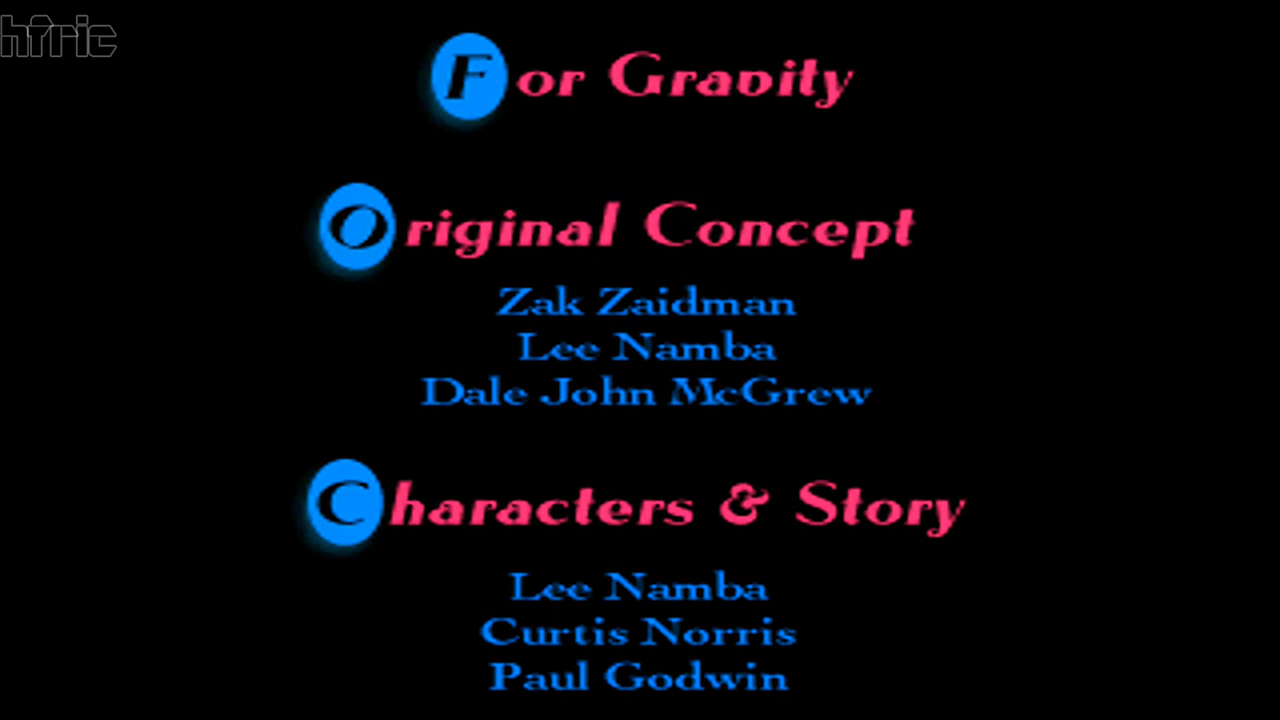 hfric
For Gravity
Original Concept
Zak Zaidman
Lee Namba
Dale John McGrew
Characters & Story
Lee Namba
Curtis Norris
Paul Godwin